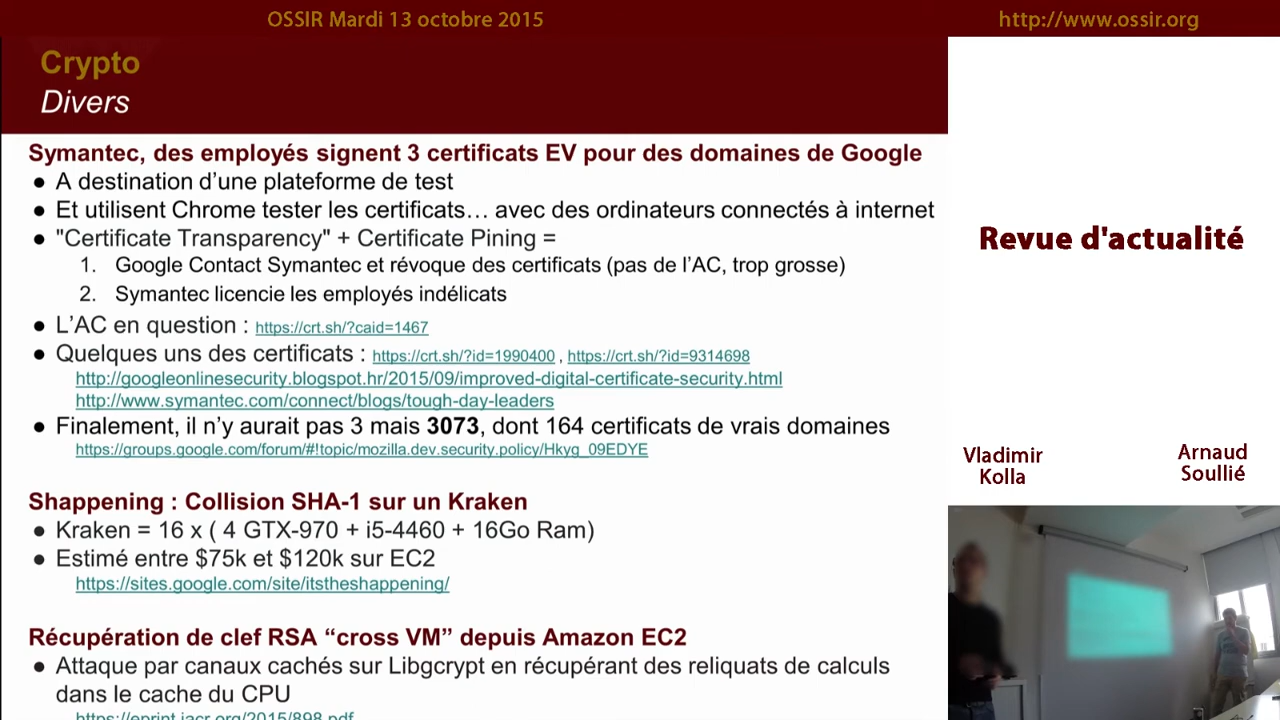 OSSIR Mardi 13 octobre 2015
http://www.ossir.org
Crypto
Divers
Symantec, des employés signent 3 certificats EV pour des domaines de Google
● A destination d’une plateforme de test
● Et utilisent Chrome tester les certificats… avec des ordinateurs connectés à internet
● "Certificate Transparency" + Certificate Pining =
1. Google Contact Symantec et révoque des certificats (pas de l’AC, trop grosse)
2. Symantec licencie les employés indélicats
● L’AC en question : https://crt.sh/?caid=1467
● Quelques uns des certificats : https://crt.sh/?id=1990400 , https://crt.sh/?id=9314698
http://googleonlinesecurity.blogspot.hr/2015/09/improved-digital-certificate-security.html
http://www.symantec.com/connect/blogs/tough-day-leaders
● Finalement, il n’y aurait pas 3 mais 3073, dont 164 certificats de vrais domaines
https://groups.google.com/forum/#!topic/mozilla.dev.security.policy/Hkyg_09EDYE
Shappening : Collision SHA-1 sur un Kraken
● Kraken = 16 x ( 4 GTX-970 + i5-4460 + 16Go Ram)
● Estimé entre $75k et $120k sur EC2
https://sites.google.com/site/itstheshappening/
Récupération de clef RSA “cross VM” depuis Amazon EC2
● Attaque par canaux cachés sur Libgcrypt en récupérant des reliquats de calculs
dans le cache du CPU
https://eprint.iacr.org/2015/898.pdf
Revue d'actualité
Vladimir
Kolla
Arnaud
Soullié